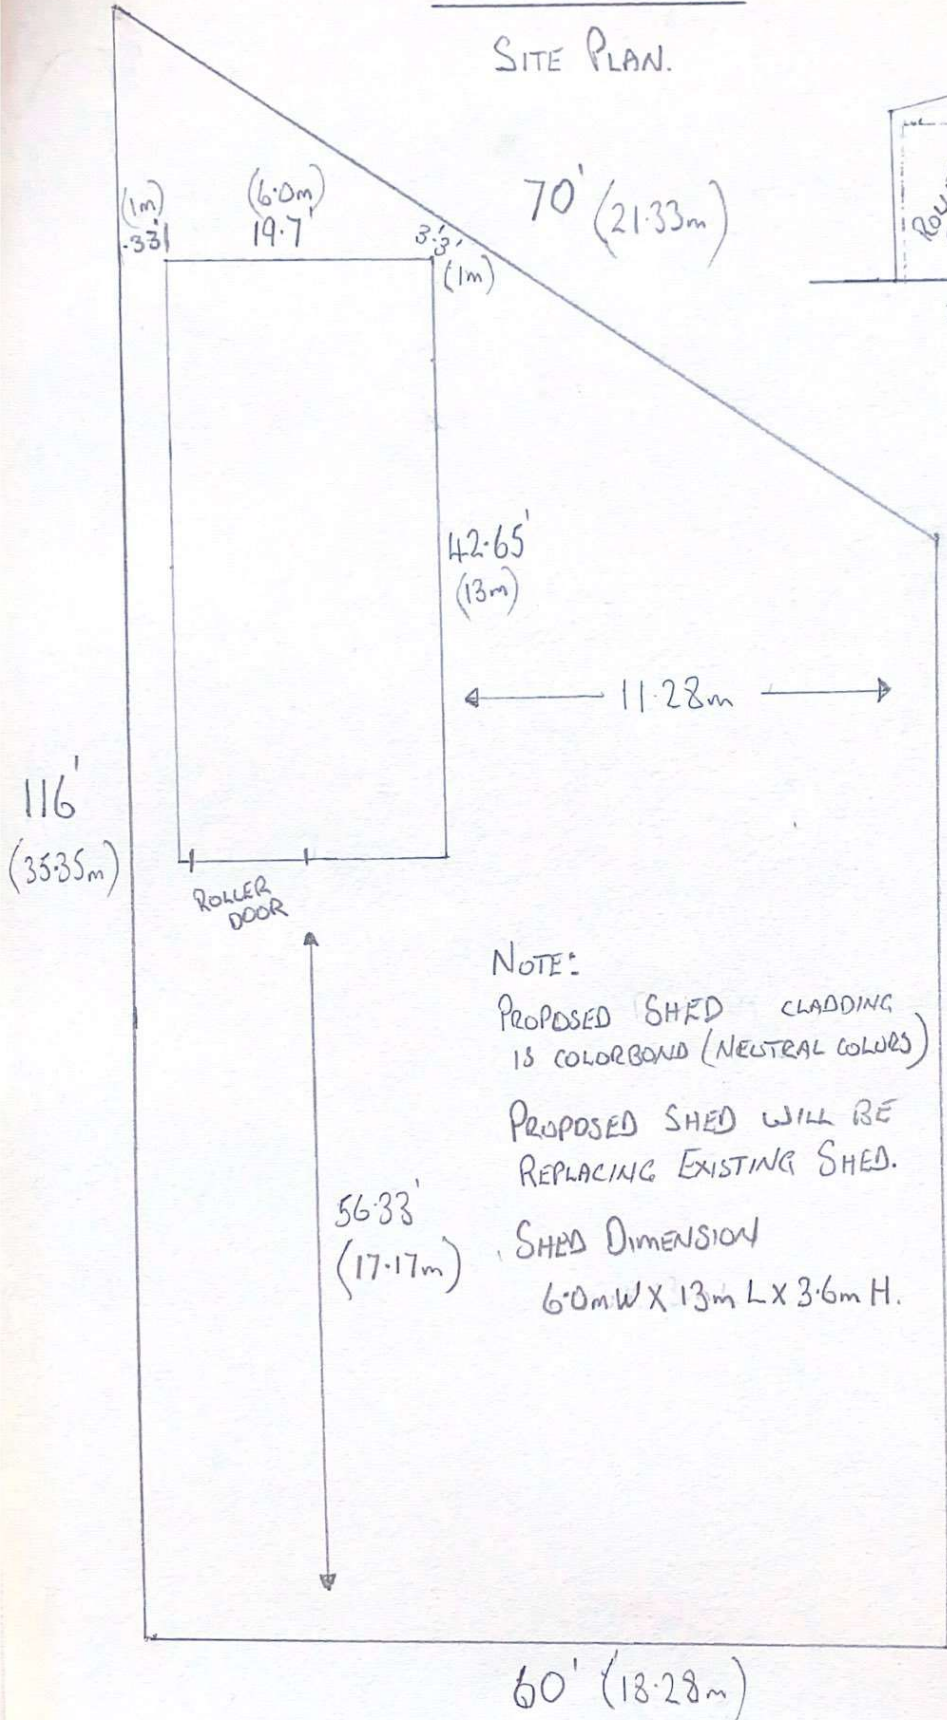 SITE PLAN.
70' (21.33m)
(1m)
.33'
(6.0m)
19.7'
3.3'
(1m)
42.65'
(13m)
11.28m
116'
(35.35m)
ROLLER
DOOR
NOTE:
PROPOSED SHED CLADDING
IS COLORBOND (NEUTRAL COLURS)
PROPOSED SHED WILL BE
REPLACING EXISTING SHED.
SHED DIMENSION
6.0m W X 13m L X 3.6m H.
56.33'
(17.17m)
60' (18.28m)